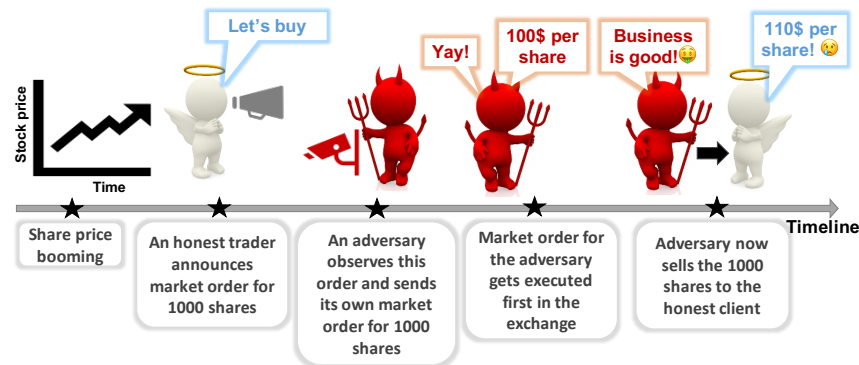 Let's buy
Yay!
100$ per
share
Business
is good!🤑
110$ per
share! 😢
Stock price
Time
Timeline
Share price
booming
An honest trader
announces
market order for
1000 shares
An adversary
observes this
order and sends
its own market
order for 1000
shares
Market order for
the adversary
gets executed
first in the
exchange
Adversary now
sells the 1000
shares to the
honest client